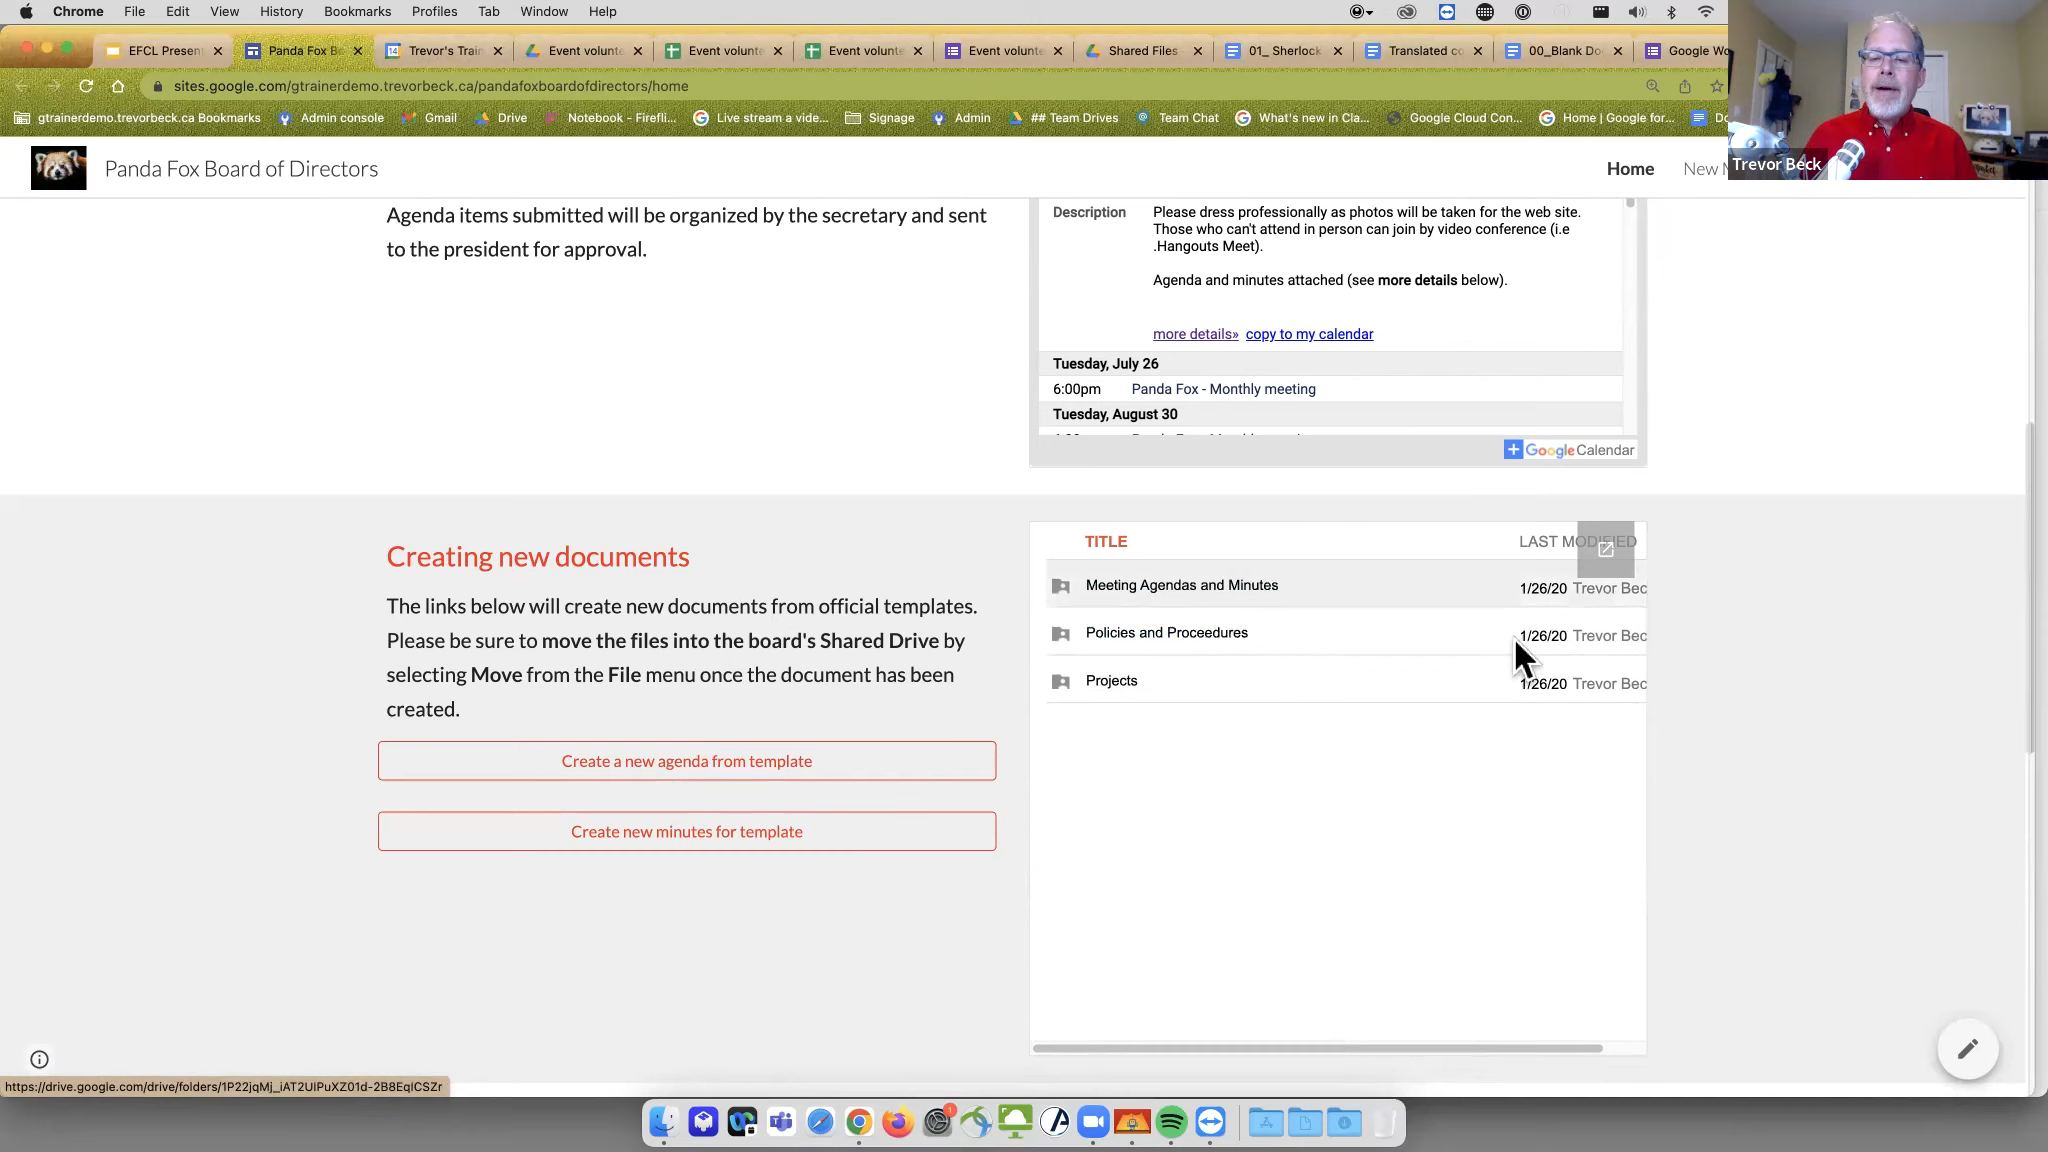 Chrome File Edit View History Bookmarks Profiles Tab Window Help
EFCL Presen
Panda Fox B
14 Trevor's Train
Event volunte
Event volunte
Event volunte
Event volunte
Shared Files
01_ Sherlock
Translated co
00_Blank Do
Google Wo
sites.google.com/gtrainerdemo.trevorbeck.ca/pandafoxboardofdirectors/home
gtrainerdemo.trevorbeck.ca Bookmarks
Admin console
Gmail
Drive
Notebook - Firefli...
Live stream a vide...
Signage
Admin
## Team Drives
Team Chat
What's new in Cla...
Google Cloud Con...
Home | Google for...
Trevor Beck
Panda Fox Board of Directors
Home
New
Agenda items submitted will be organized by the secretary and sent
to the president for approval.
Description
Please dress professionally as photos will be taken for the web site.
Those who can't attend in person can join by video conference (i.e
.Hangouts Meet).
Agenda and minutes attached (see more details below).
more details» copy to my calendar
Tuesday, July 26
6:00pm Panda Fox - Monthly meeting
Tuesday, August 30
Google Calendar
Creating new documents
The links below will create new documents from official templates.
Please be sure to move the files into the board's Shared Drive by
selecting Move from the File menu once the document has been
created.
Create a new agenda from template
Create new minutes for template
TITLE LAST MODIFIED
Meeting Agendas and Minutes 1/26/20 Trevor Bec
Policies and Proceedures 1/26/20 Trevor Bec
Projects 1/26/20 Trevor Bec
https://drive.google.com/drive/folders/1P22jqMj_iAT2UlPuXZ01d-2B8EqlCSZr
1